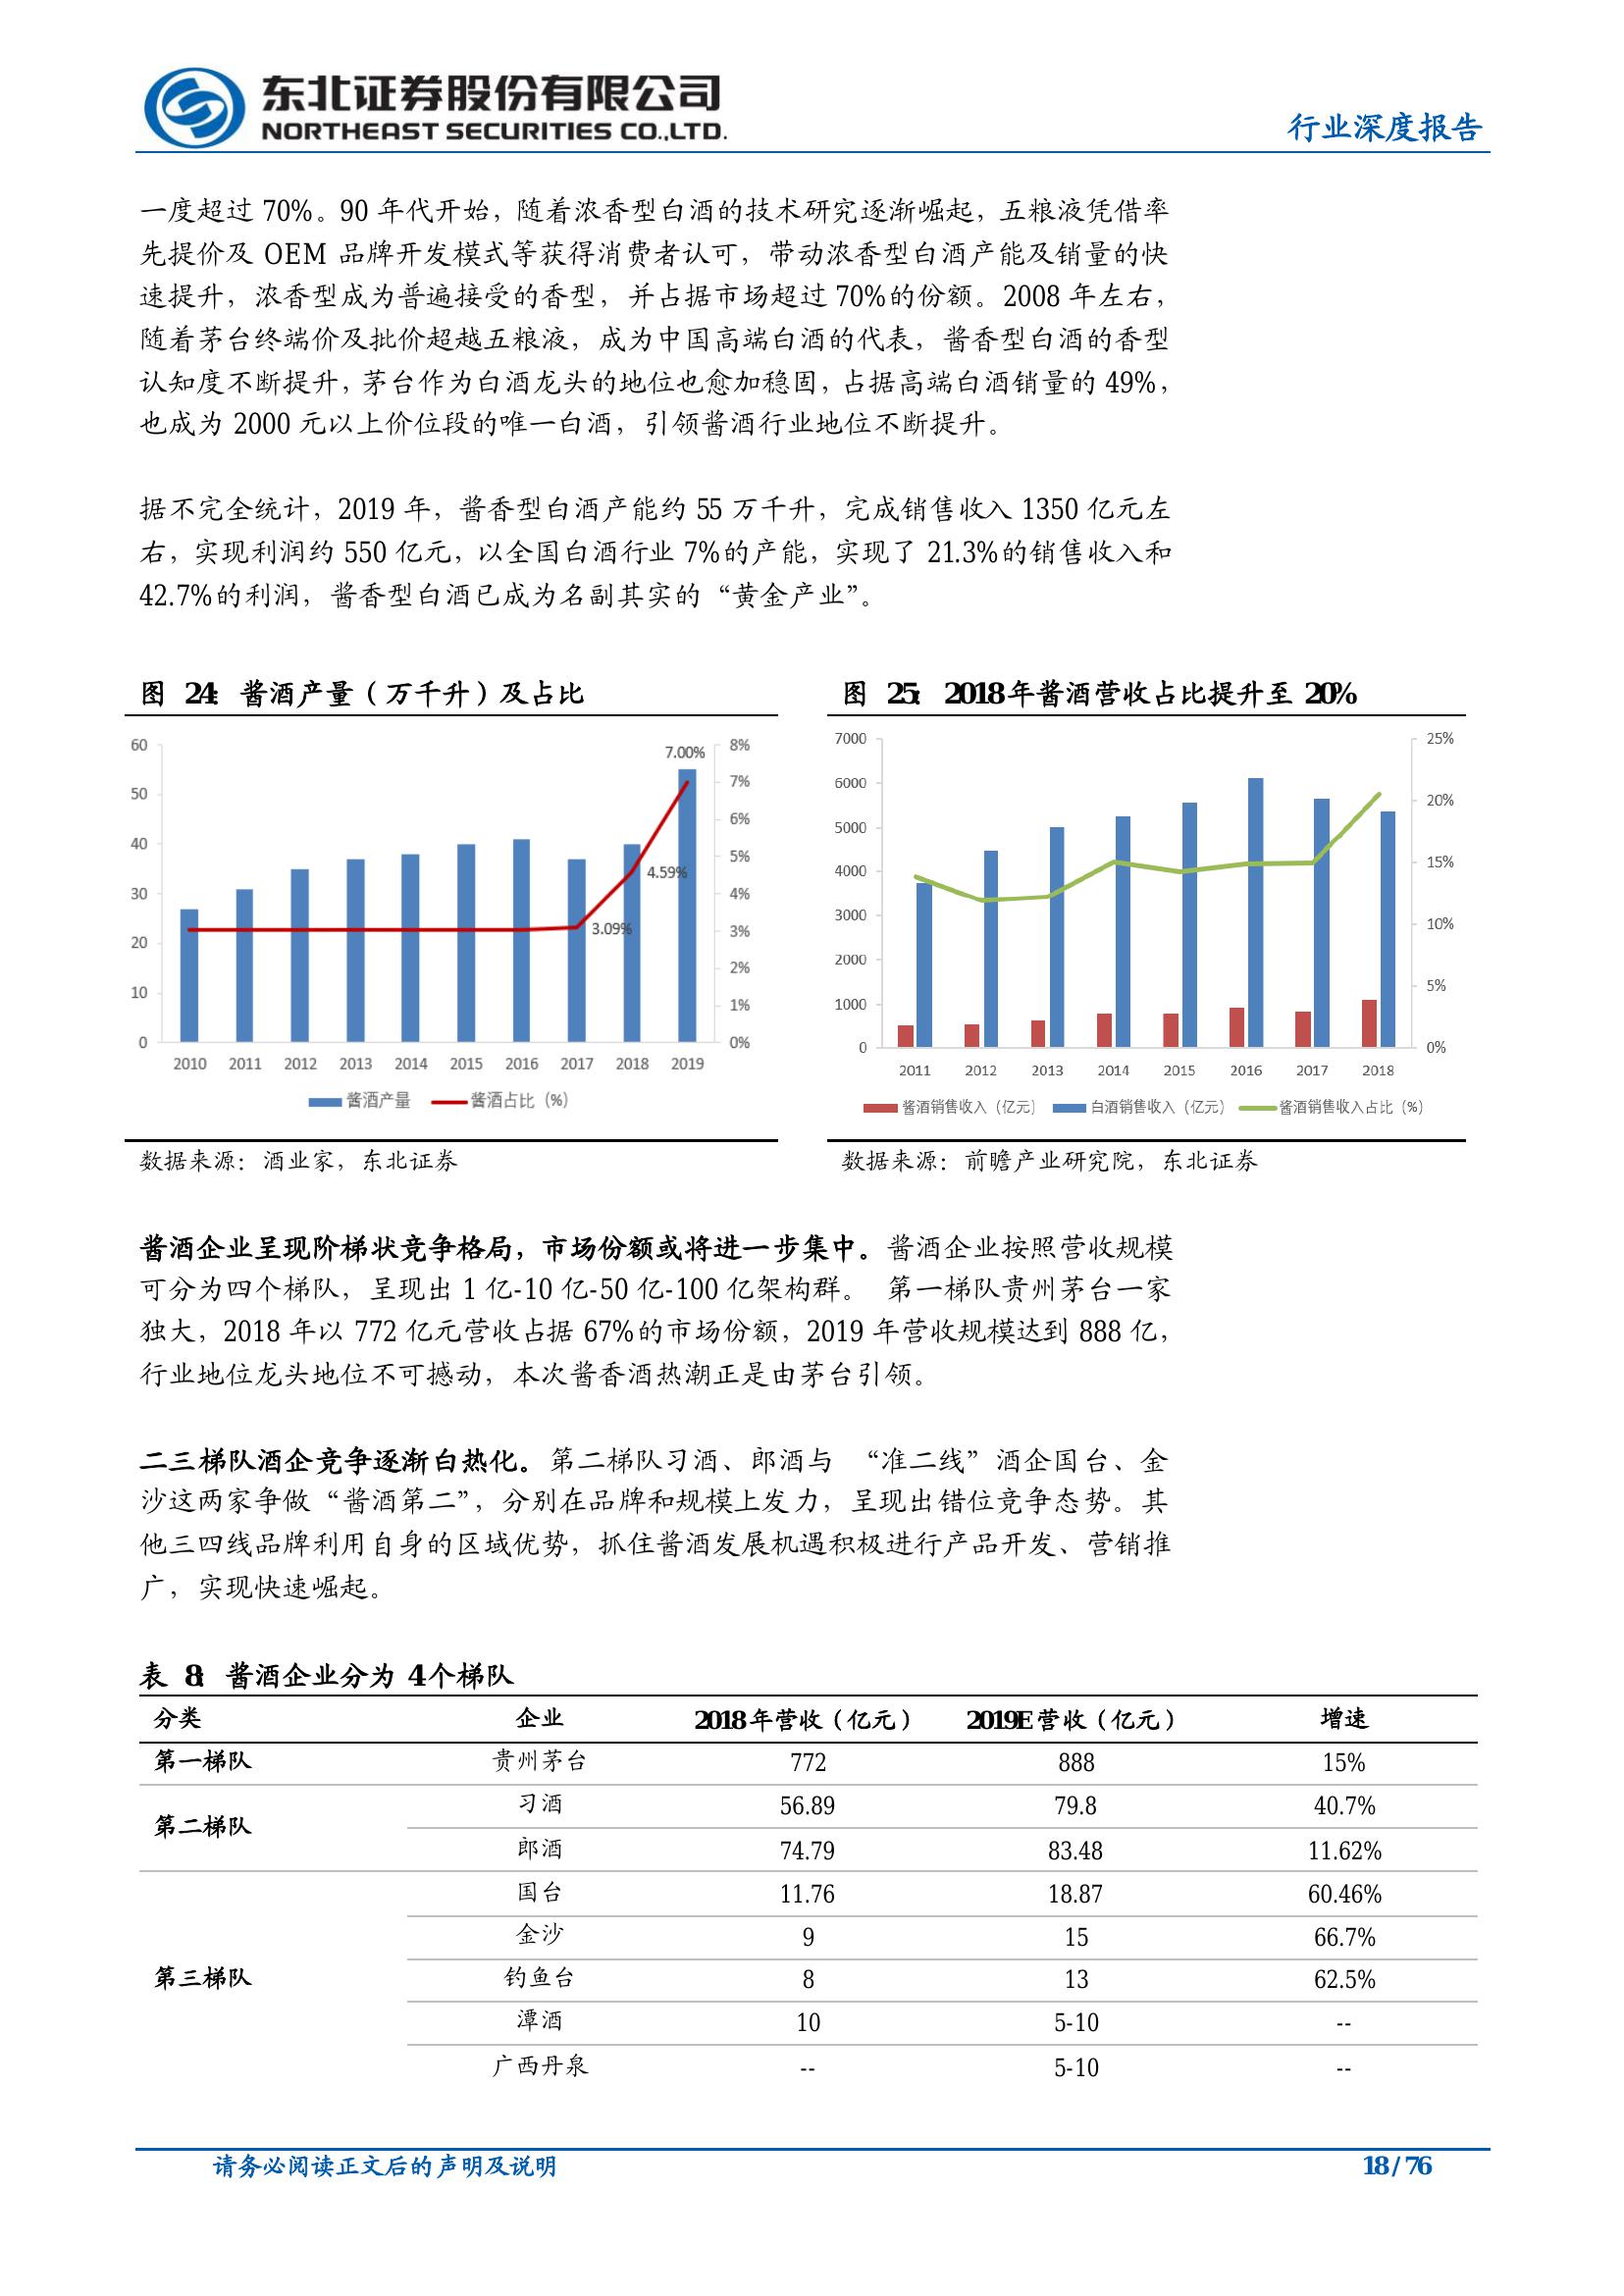 东北证券股份有限公司
NORTHEAST SECURITIES CO.,LTD.
行业深度报告
一度超过 70%。90 年代开始，随着浓香型白酒的技术研究逐渐崛起，五粮液凭借率
先提价及 OEM 品牌开发模式等获得消费者认可，带动浓香型白酒产能及销量的快
速提升，浓香型成为普遍接受的香型，并占据市场超过 70%的份额。2008 年左右，
随着茅台终端价及批价超越五粮液，成为中国高端白酒的代表，酱香型白酒的香型
认知度不断提升，茅台作为白酒龙头的地位也愈加稳固，占据高端白酒销量的 49%，
也成为 2000 元以上价位段的唯一白酒，引领酱酒行业地位不断提升。
据不完全统计，2019 年，酱香型白酒产能约 55 万千升，完成销售收入 1350 亿元左
右，实现利润约 550 亿元，以全国白酒行业 7%的产能，实现了 21.3%的销售收入和
42.7%的利润，酱香型白酒已成为名副其实的“黄金产业”。
图 24：酱酒产量（万千升）及占比
60
50
40
30
20
10
0
8%
7%
6%
5%
4%
3%
2%
1%
0%
7.00%
4.59%
3.09%
2010 2011 2012 2013 2014 2015 2016 2017 2018 2019
酱酒产量 酱酒占比（%）
数据来源：酒业家，东北证券
图 25：2018 年酱酒营收占比提升至 20%
7000
6000
5000
4000
3000
2000
1000
0
25%
20%
15%
10%
5%
0%
2011 2012 2013 2014 2015 2016 2017 2018
酱酒销售收入（亿元） 白酒销售收入（亿元） 酱酒销售收入占比（%）
数据来源：前瞻产业研究院，东北证券
酱酒企业呈现阶梯状竞争格局，市场份额或将进一步集中。酱酒企业按照营收规模
可分为四个梯队，呈现出 1 亿-10 亿-50 亿-100 亿架构群。 第一梯队贵州茅台一家
独大，2018 年以 772 亿元营收占据 67%的市场份额，2019 年营收规模达到 888 亿，
行业地位龙头地位不可撼动，本次酱香酒热潮正是由茅台引领。
二三梯队酒企竞争逐渐白热化。第二梯队习酒、郎酒与 “准二线”酒企国台、金
沙这两家争做“酱酒第二”，分别在品牌和规模上发力，呈现出错位竞争态势。其
他三四线品牌利用自身的区域优势，抓住酱酒发展机遇积极进行产品开发、营销推
广，实现快速崛起。
表 8：酱酒企业分为 4 个梯队
分类 企业 2018 年营收（亿元） 2019E 营收（亿元） 增速
第一梯队 贵州茅台 772 888 15%
第二梯队 习酒 56.89 79.8 40.7%
郎酒 74.79 83.48 11.62%
第三梯队 国台 11.76 18.87 60.46%
金沙 9 15 66.7%
钓鱼台 8 13 62.5%
潭酒 10 5-10 --
广西丹泉 -- 5-10 --
请务必阅读正文后的声明及说明
18 / 76